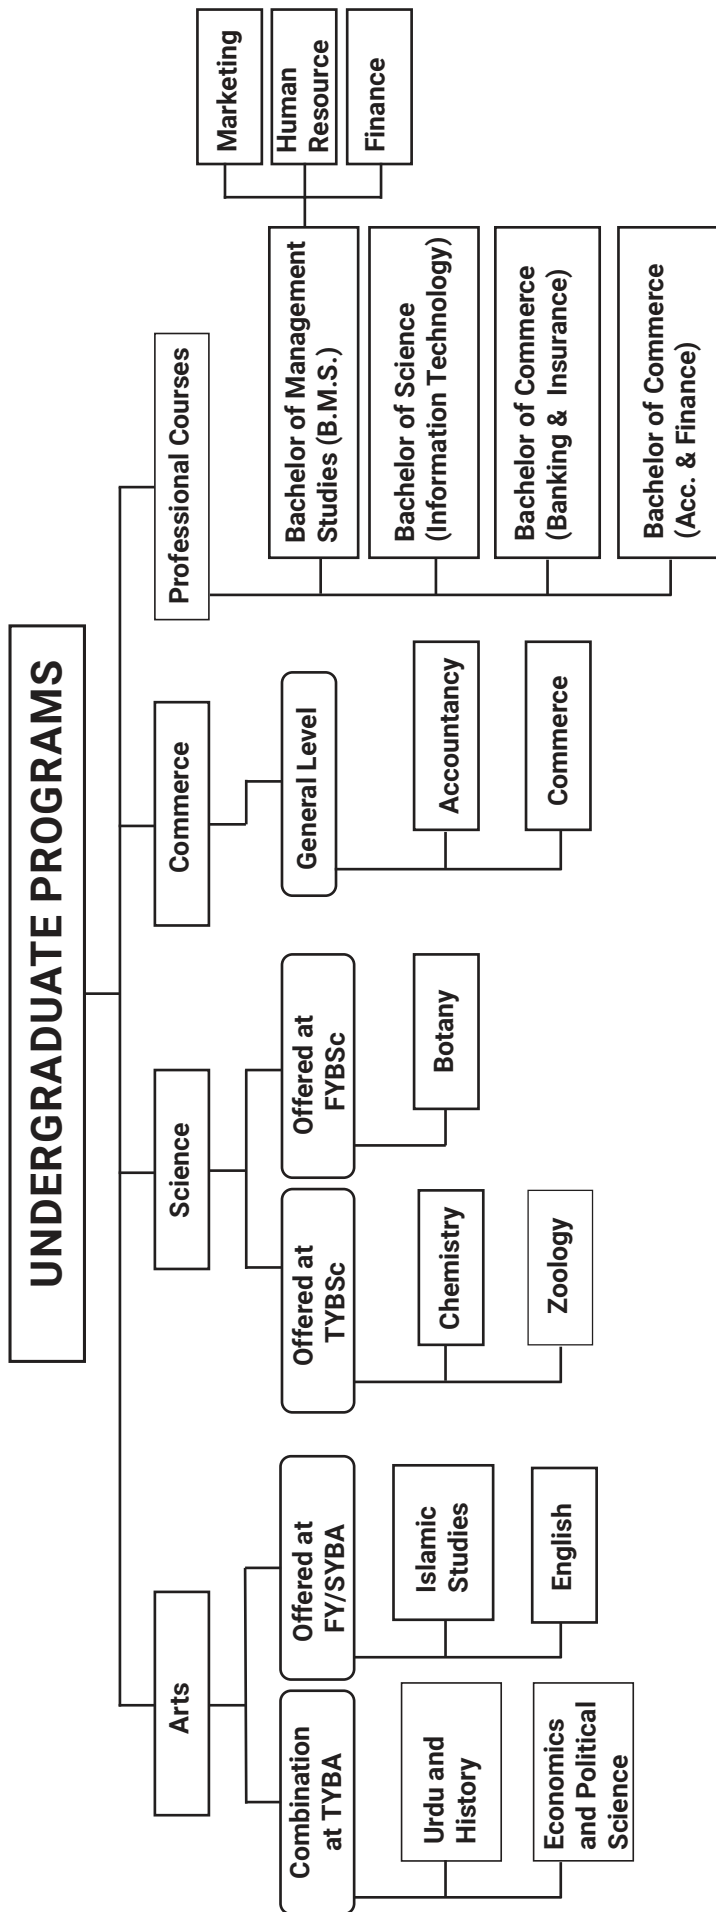 UNDERGRADUATE PROGRAMS
Arts
Combination
at TYBA
Urdu and
History
Economics
and Political
Science
Offered at
FY/SYBA
Islamic
Studies
English
Science
Offered at
TYBSc
Chemistry
Zoology
Offered at
FYBSc
Botany
Commerce
General Level
Accountancy
Commerce
Professional Courses
Bachelor of Management
Studies (B.M.S.)
Marketing
Human
Resource
Finance
Bachelor of Science
(Information Technology)
Bachelor of Commerce
(Banking & Insurance)
Bachelor of Commerce
(Acc. & Finance)